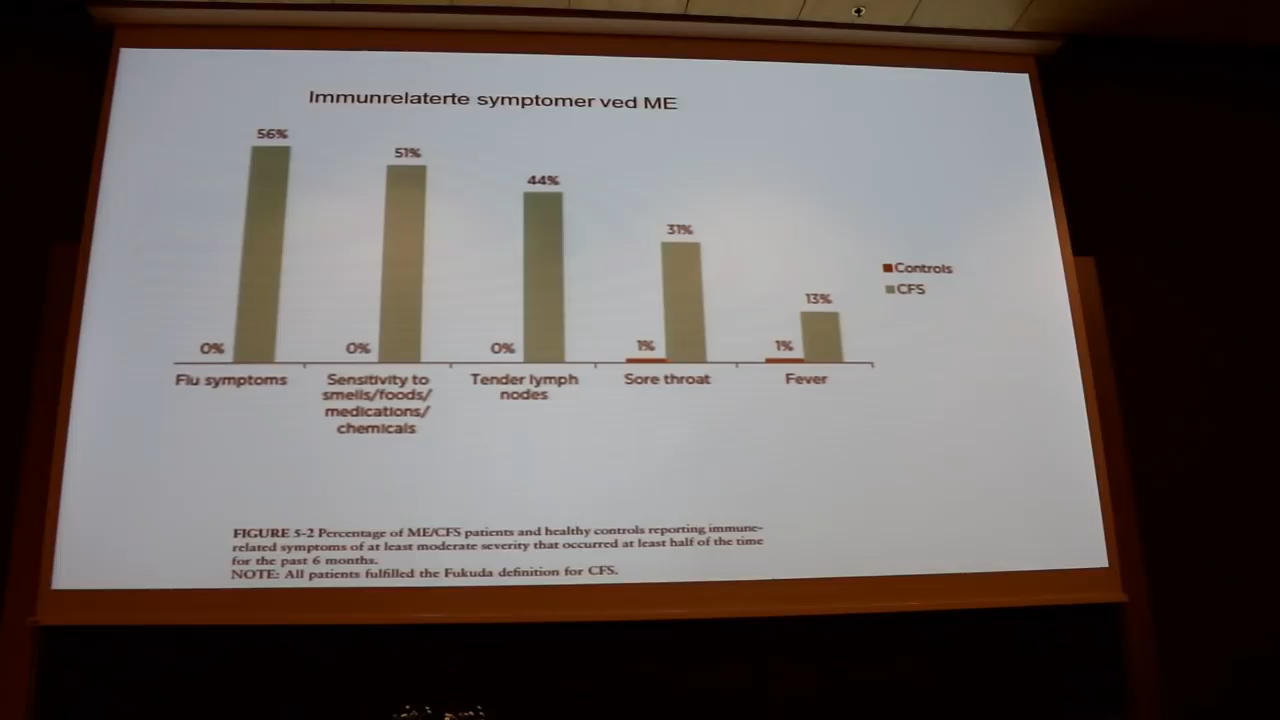 Immunrelaterte symptomer ved ME
56%
51%
44%
31%
13%
0%
0%
0%
1%
1%
Controls
CFS
Flu symptoms
Sensitivity to
smells/foods/
medications/
chemicals
Tender lymph
nodes
Sore throat
Fever
FIGURE 5-2 Percentage of ME/CFS patients and healthy controls reporting immune-
related symptoms of at least moderate severity that occurred at least half of the time
for the past 6 months.
NOTE: All patients fulfilled the Fukuda definition for CFS.